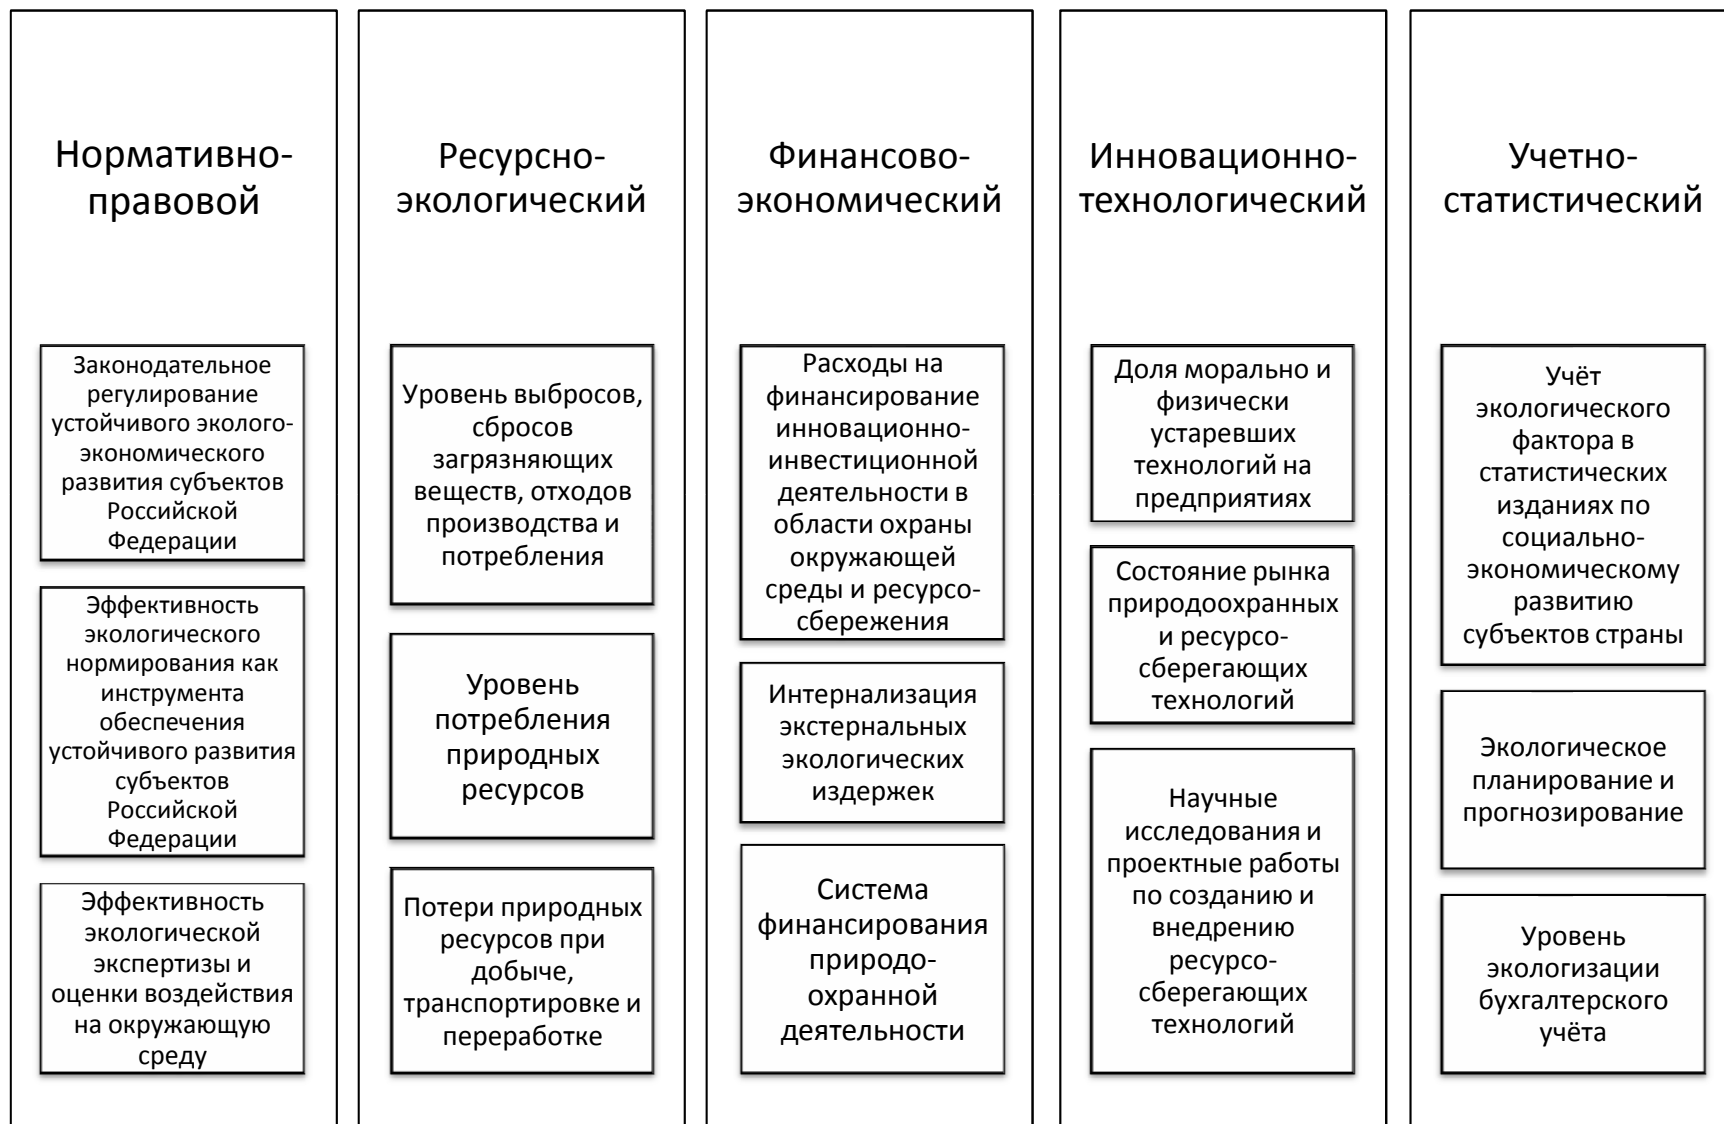 Нормативно-
правовой
Законодательное
регулирование
устойчивого эколого-
экономического
развития субъектов
Российской
Федерации
Эффективность
экологического
нормирования как
инструмента
обеспечения
устойчивого развития
субъектов
Российской
Федерации
Эффективность
экологической
экспертизы и
оценки воздействия
на окружающую
среду
Ресурсно-
экологический
Уровень выбросов,
сбросов
загрязняющих
веществ, отходов
производства и
потребления
Уровень
потребления
природных
ресурсов
Потери природных
ресурсов при
добыче,
транспортировке и
переработке
Финансово-
экономический
Расходы на
финансирование
инновационно-
инвестиционной
деятельности в
области охраны
окружающей
среды и ресурсо-
сбережения
Интернализация
экстернальных
экологических
издержек
Система
финансирования
природо-
охранной
деятельности
Инновационно-
технологический
Доля морально и
физически
устаревших
технологий на
предприятиях
Состояние рынка
природоохранных
и ресурсо-
сберегающих
технологий
Научные
исследования и
проектные работы
по созданию и
внедрению
ресурсо-
сберегающих
технологий
Учетно-
статистический
Учёт
экологического
фактора в
статистических
изданиях по
социально-
экономическому
развитию
субъектов страны
Экологическое
планирование и
прогнозирование
Уровень
экологизации
бухгалтерского
учёта